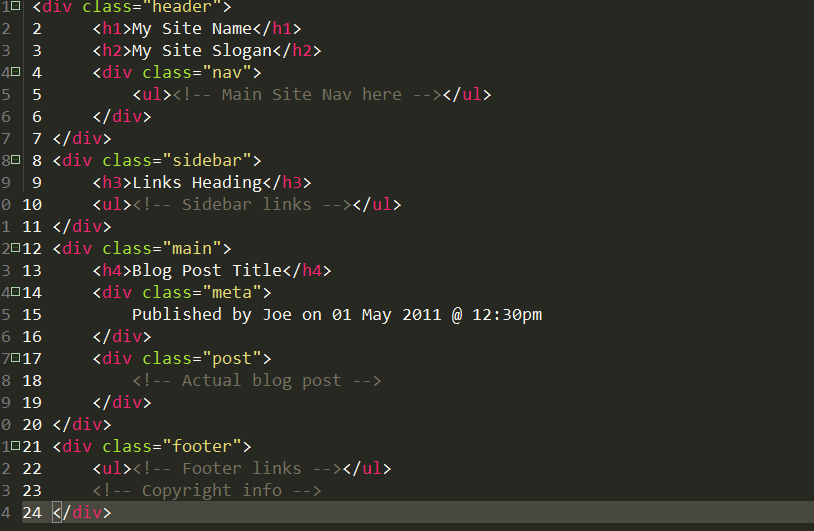 1 <div class="header">
2 2 <h1>My Site Name</h1>
3 3 <h2>My Site Slogan</h2>
4 4 <div class="nav">
5 5 <ul><!-- Main Site Nav here --></ul>
6 6 </div>
7 7 </div>
8 8 <div class="sidebar">
9 9 <h3>Links Heading</h3>
0 10 <ul><!-- Sidebar links --></ul>
1 11 </div>
2 12 <div class="main">
3 13 <h4>Blog Post Title</h4>
4 14 <div class="meta">
5 15 Published by Joe on 01 May 2011 @ 12:30pm
6 16 </div>
7 17 <div class="post">
8 18 <!-- Actual blog post -->
9 19 </div>
0 20 </div>
1 21 <div class="footer">
2 22 <ul><!-- Footer links --></ul>
3 23 <!-- Copyright info -->
4 24 </div>